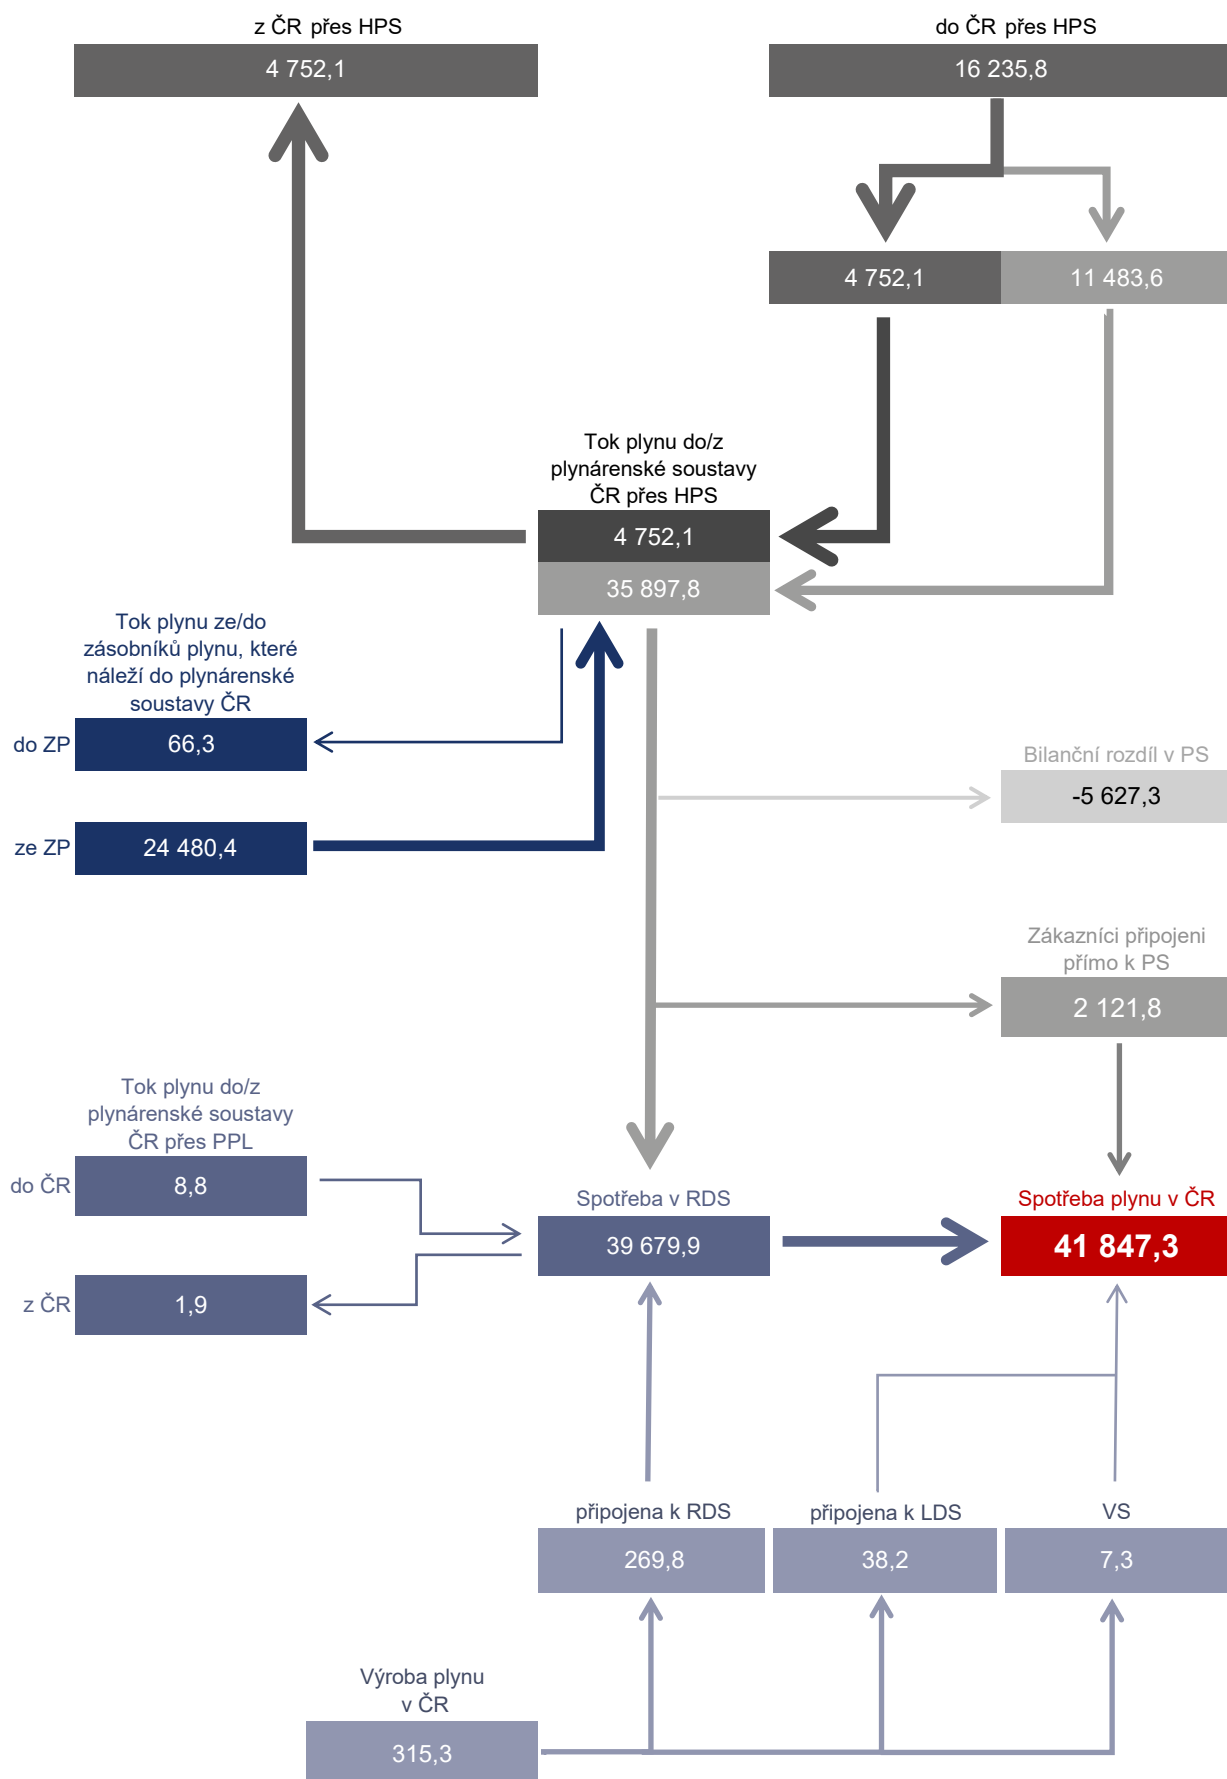 z ČR přes HPS
do ČR přes HPS
4 752,1
16 235,8
4 752,1
11 483,6
Tok plynu do/z
plynárenské soustavy
ČR přes HPS
4 752,1
35 897,8
Tok plynu ze/do
zásobníků plynu, které
náleží do plynárenské
soustavy ČR
do ZP
66,3
Bilanční rozdíl v PS
-5 627,3
ze ZP
24 480,4
Zákazníci připojeni
přímo k PS
2 121,8
Tok plynu do/z
plynárenské soustavy
ČR přes PPL
do ČR
8,8
Spotřeba v RDS
Spotřeba plynu v ČR
39 679,9
41 847,3
z ČR
1,9
připojena k RDS
připojena k LDS
VS
269,8
38,2
7,3
Výroba plynu
v ČR
315,3